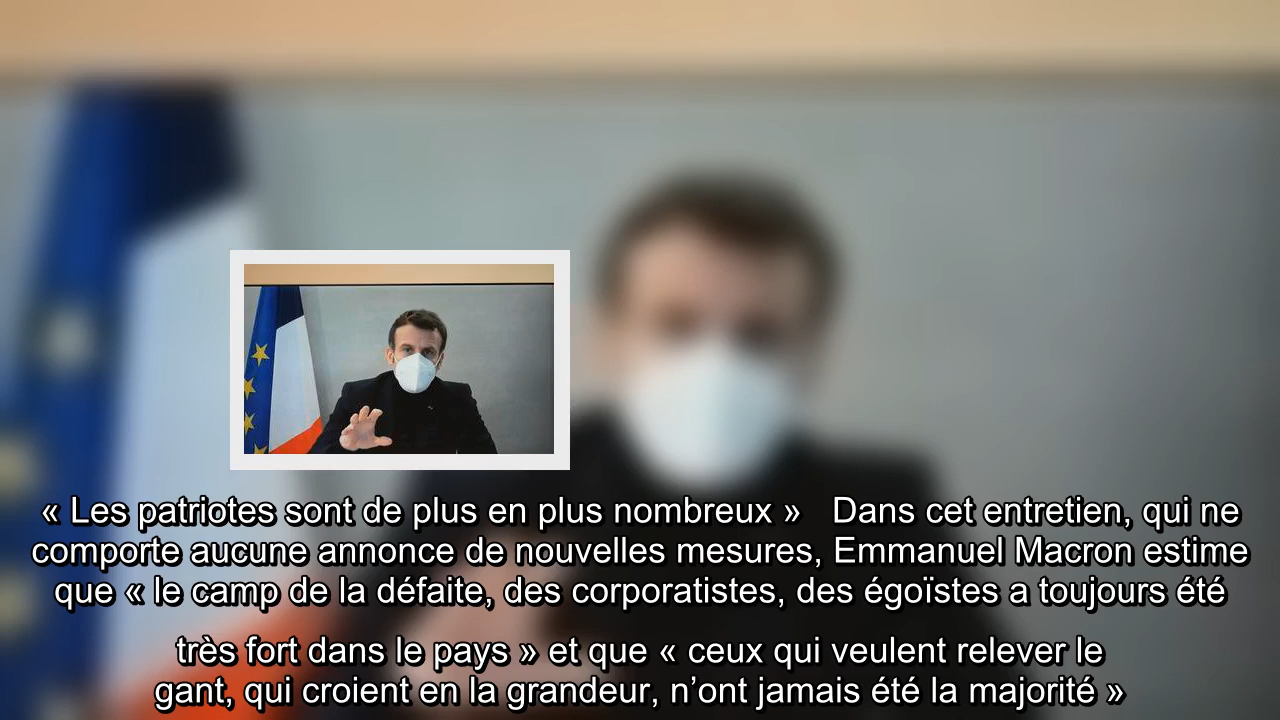 « Les patriotes sont de plus en plus nombreux »   Dans cet entretien, qui ne
comporte aucune annonce de nouvelles mesures, Emmanuel Macron estime
que « le camp de la défaite, des corporatistes, des égoïstes a toujours été
très fort dans le pays » et que « ceux qui veulent relever le
gant, qui croient en la grandeur, n’ont jamais été la majorité »